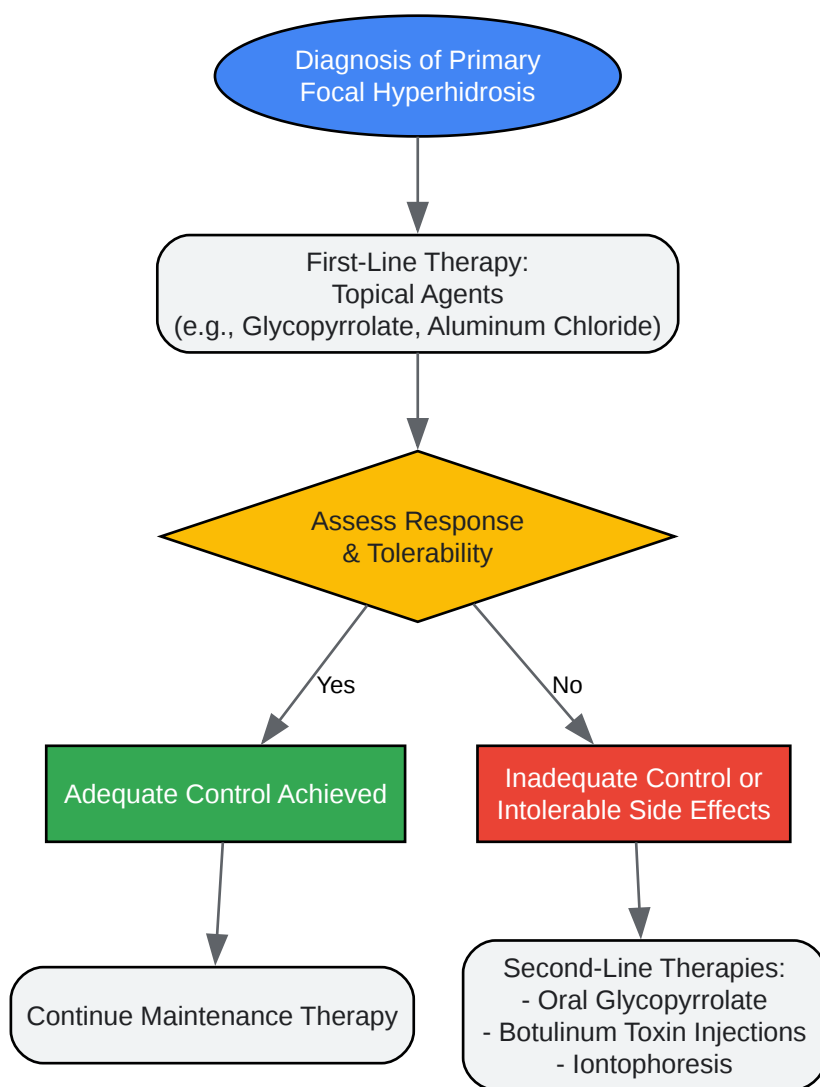 Diagnosis of Primary
Focal Hyperhidrosis
First-Line Therapy:
Topical Agents
(e.g., Glycopyrrolate, Aluminum Chloride)
Assess Response
& Tolerability
Yes
No
Adequate Control Achieved
Inadequate Control or
Intolerable Side Effects
Continue Maintenance Therapy
Second-Line Therapies:
- Oral Glycopyrrolate
- Botulinum Toxin Injections
- Iontophoresis